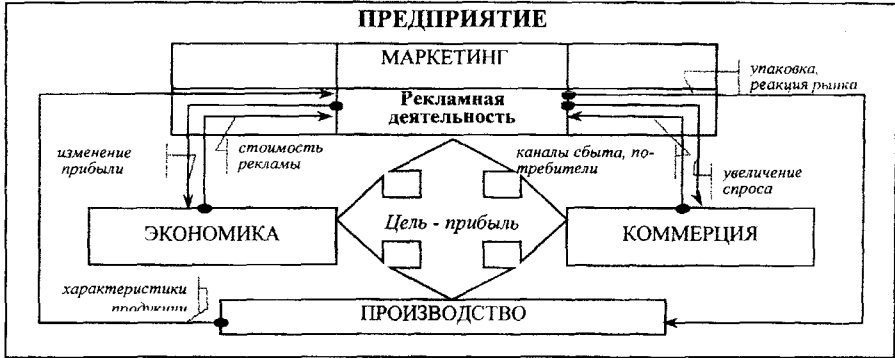 ПРЕДПРИЯТИЕ
МАРКЕТИНГ
упаковка,
реакция рынка
Рекламная
деятельность
изменение
прибыли
стоимость
рекламы
каналы сбыта, по-
требители
увеличение
спроса
Цель - прибыль
ЭКОНОМИКА
КОММЕРЦИЯ
характеристики
продукции
ПРОИЗВОДСТВО